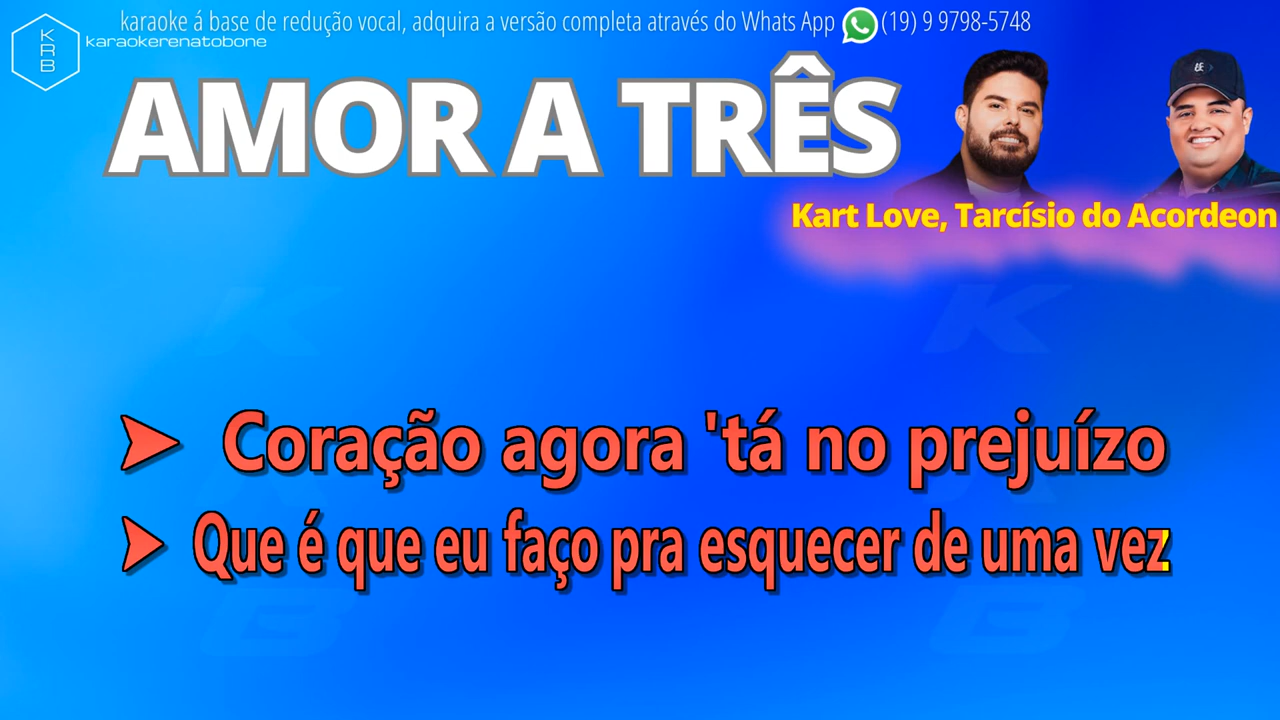 karaoke á base de redução vocal, adquira a versão completa através do Whats App (19) 9 9798-5748
KRB
karaokerenatobone
AMOR A TRÊS
Kart Love, Tarcísio do Acordeon
➤ Coração agora 'tá no prejuízo
➤ Que é que eu faço pra esquecer de uma vez